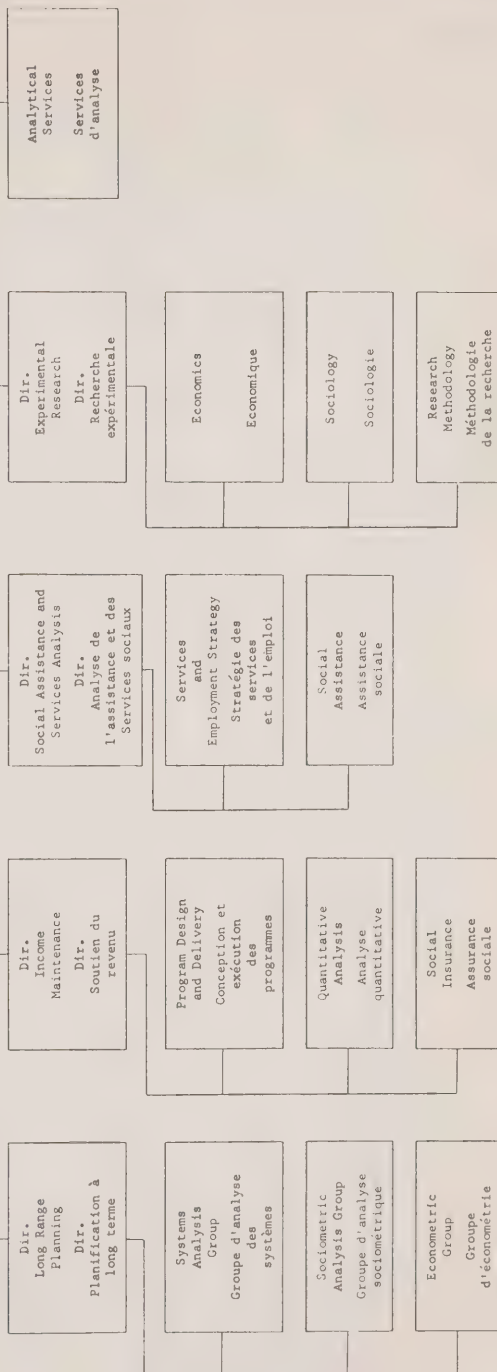 Dir.
Long Range
Planning
Dir.
Planification à
long terme
Systems
Analysis
Group
Groupe d'analyse
des
systèmes
Sociometric
Analysis Group
Groupe d'analyse
sociométrique
Econometric
Group
Groupe
d'économétrie
Dir.
Income
Maintenance
Dir.
Soutien du
revenu
Program Design
and Delivery
Conception et
exécution
des
programmes
Quantitative
Analysis
Analyse
quantitative
Social
Insurance
Assurance
sociale
Dir.
Social Assistance and
Services Analysis
Dir.
Analyse de
l'assistance et des
Services sociaux
Services
and
Employment Strategy
Stratégie des
services
et de l'emploi
Social
Assistance
Assistance
sociale
Dir.
Experimental
Research
Dir.
Recherche
expérimentale
Economics
Economique
Sociology
Sociologie
Research
Methodology
Méthodologie
de la recherche
Analytical
Services
Services
d'analyse